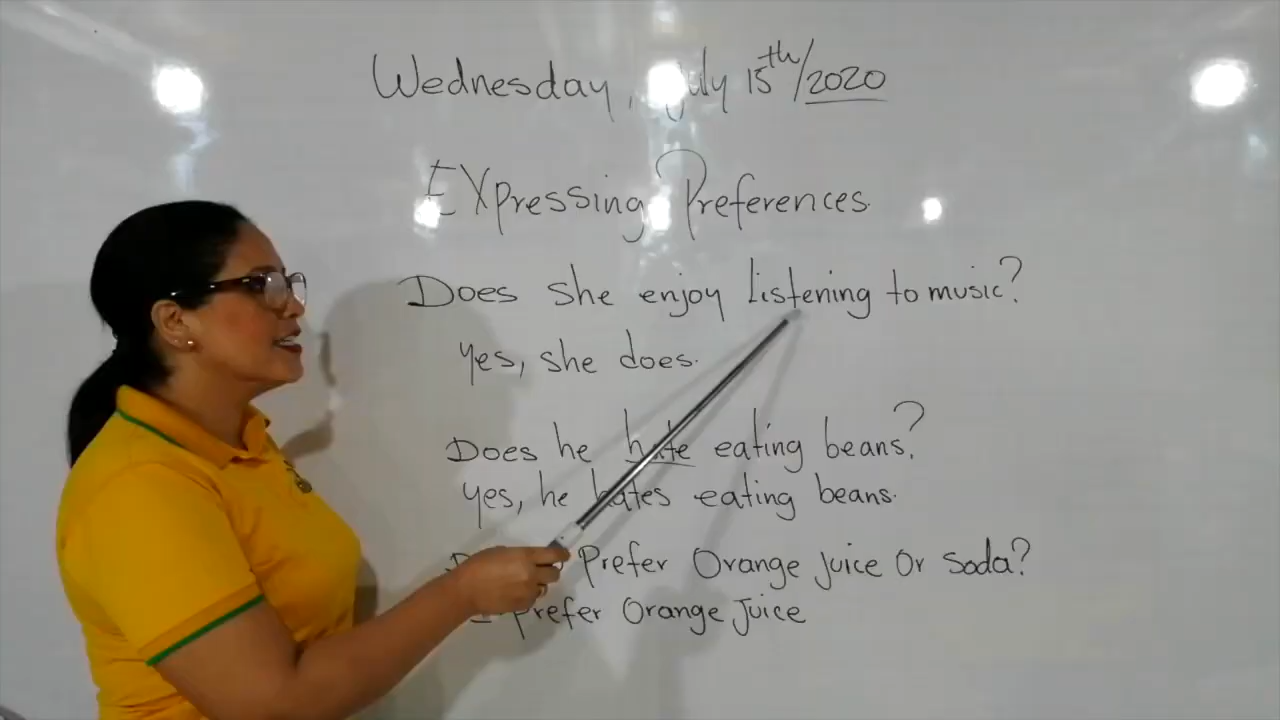 Wednesday, July 15th/2020
Expressing Preferences.
Does she enjoy listening to music?
Yes, she does.
Does he hate eating beans?
Yes, he hates eating beans.
prefer Orange juice Or Soda?
I prefer Orange Juice